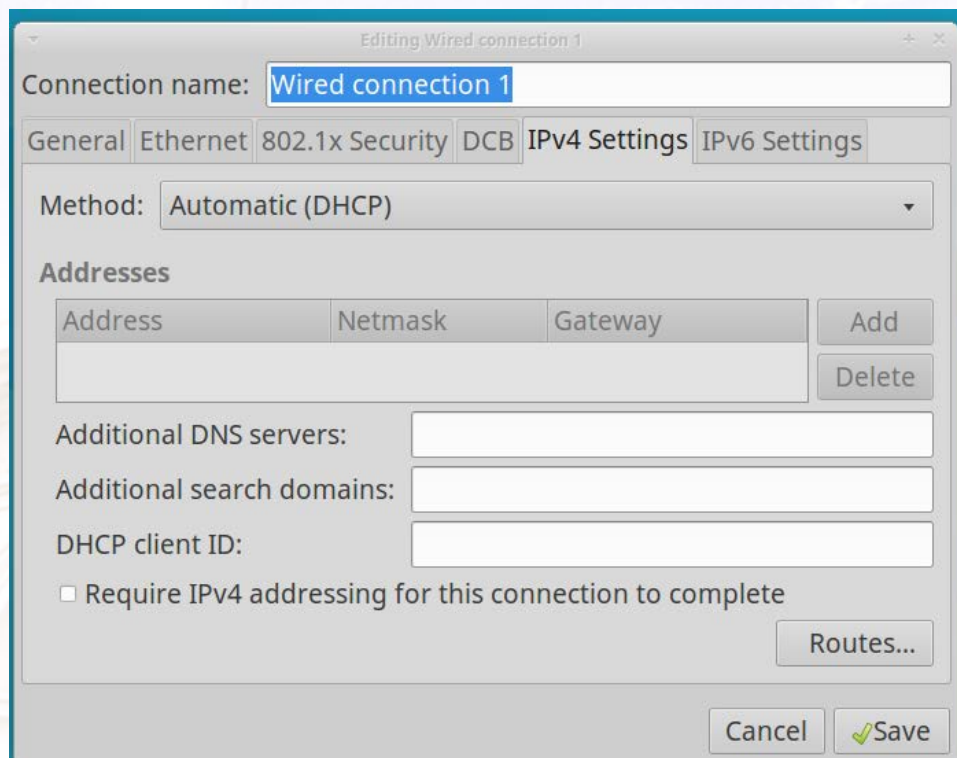 Editing Wired connection 1
Connection name: Wired connection 1
General Ethernet 802.1x Security DCB IPv4 Settings IPv6 Settings
Method: Automatic (DHCP)
Addresses
Address Netmask Gateway Add
Delete
Additional DNS servers:
Additional search domains:
DHCP client ID:
Require IPv4 addressing for this connection to complete
Routes...
Cancel Save